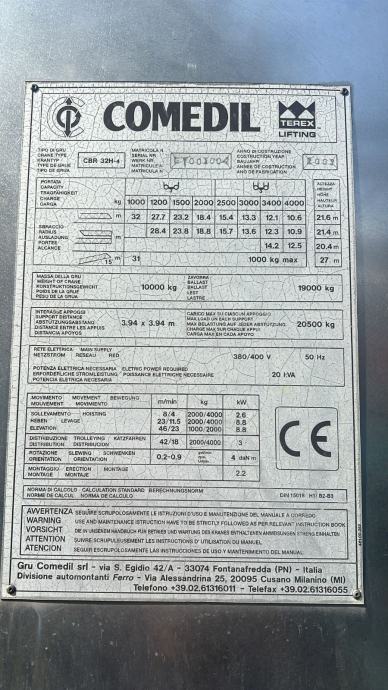 COMEDIL
TEREX
LIFTING
TIPO DI GRU
CRANE TYPE
KRANTYP
TYPE DE GRUE
TIPO DE GRUA
CBR 32H-4
MATRICOLA N
SERIAL NR
WERK NR
MATRICULE N
MATRICULA N
ANNO DI COSTRUZIONE
COSTRUCTION YEAR
BAUJAHR
ANNEE DE COSTRUCTION
ANO DE FABRICACION
PORTATA
CAPACITY
TRAGFÄHIGKEIT
CHARGE
CARGA
kg 1000 1200 1500 2000 2500 3000 3400 4000
ALTEZZA
HEIGHT
HÖHE
HAUTEUR
ALTURA
SBRACCIO
RADIUS
AUSLADUNG
PORTEE
ALCANCE
m 32 27.7 23.2 18.4 15.4 13.3 12.1 10.6 21.6 m
28.4 23.8 18.8 15.7 13.6 12.3 10.9 21.4 m
14.2 12.5 20.4 m
15 m 31 1000 kg max 27 m
MASSA DELLA GRU
WEIGHT OF CRANE
KONSTRUKTIONSGEWICHT
POIDS DE LA GRUE
PESO DE LA GRUA
10000 kg
ZAVORRA
BALLAST
BALLAST
LEST
LASTRE
19000 kg
INTERASSE APPOGGI
SUPPORT DISTANCE
ABSTÜTZUNGSABSTAND
DISTANCE ENTRE LES APPUIS
DISTANCIA APOYOS
3.94 x 3.94 m
CARICO MAX SU CIASCUN APPOGGIO
MAX LOAD ON EACH SUPPORT
MAX BELASTUNG AUF JEDER ABSTÜTZUNG
CHARGE MAX SUR CHAQUE APPUI
CARGA MAX EN CADA APOYO
20500 kg
RETE ELETTRICA MAIN SUPPLY
NETZSTROM RESEAU RED
380/400 V 50 Hz
POTENZA ELETTRICA NECESSARIA ELETRIC POWER REQUIRED
ERFORDERLICHE STROMLEISTUNG PUISSANCE ELECTRICHE NECESSAIRE
POTENCIA ELETRICA NECESARIA
20 kVA
MOVIMENTO MOVEMENT BEWEGUNG
MOUVEMENT MOVIMIENTO
m/min kg kW
SOLLEVAMENTO HOISTING
HEBEN LEVAGE
ELEVATION
8/4 2000/4000 2.6
23/11.5 2000/4000 8.8
46/23 1000/2000 8.8
DISTRIBUZIONE TROLLEYING KATZFAHREN
DISTRIBUTION DISTRIBUCION
42/18 2000/4000 3
ROTAZIONE SLEWING SCHWENKEN
ORIENTATION ORIENTATION
0.2-0.9 4 daN m
MONTAGGIO ERECTION MONTAGE
MONTAGE MONTAJE
2.2
CE
NORMA DI CALCOLO CALCULATION STANDARD BERECHNUNGSNORM
NORME DE CALCUL NORMA DE CALCULO
DIN 15018 H1 B2-B3
AVVERTENZA SEGUIRE SCRUPOLOSAMENTE LE ISTRUZIONI D'USO E MANUTENZIONE DEL MANUALE A CORREDO
WARNING USE AND MAINTENANCE INSTRUCTION HAVE TO BE STRICTLY FOLLOWED AS PER RELEVANT INSTRUCTION BOOK
VORSICHT DIE IN UNSEREM HANDBUCH FÜR BETRIEB UND WARTUNG DES KRANES ENTHALTENEN ANWEISUNGEN STRENG EINHALTEN
ATTENTION SUIVRE SCRUPULEUSEMENT LES INSTRUCTIONS D'UTILISATION DU MANUEL
ATENCION SEGUIR ESCRUPOLOSAMENTE LAS INSTRUCCIONES DE USO Y MANTENIMIENTO DEL MANUAL
Gru Comedil srl - via S. Egidio 42/A - 33074 Fontanafredda (PN) - Italia
Divisione automontanti Ferro - Via Alessandrina 25, 20095 Cusano Milanino (MI)
Telefono +39.02.6136011 - Telefax +39.02.61316055